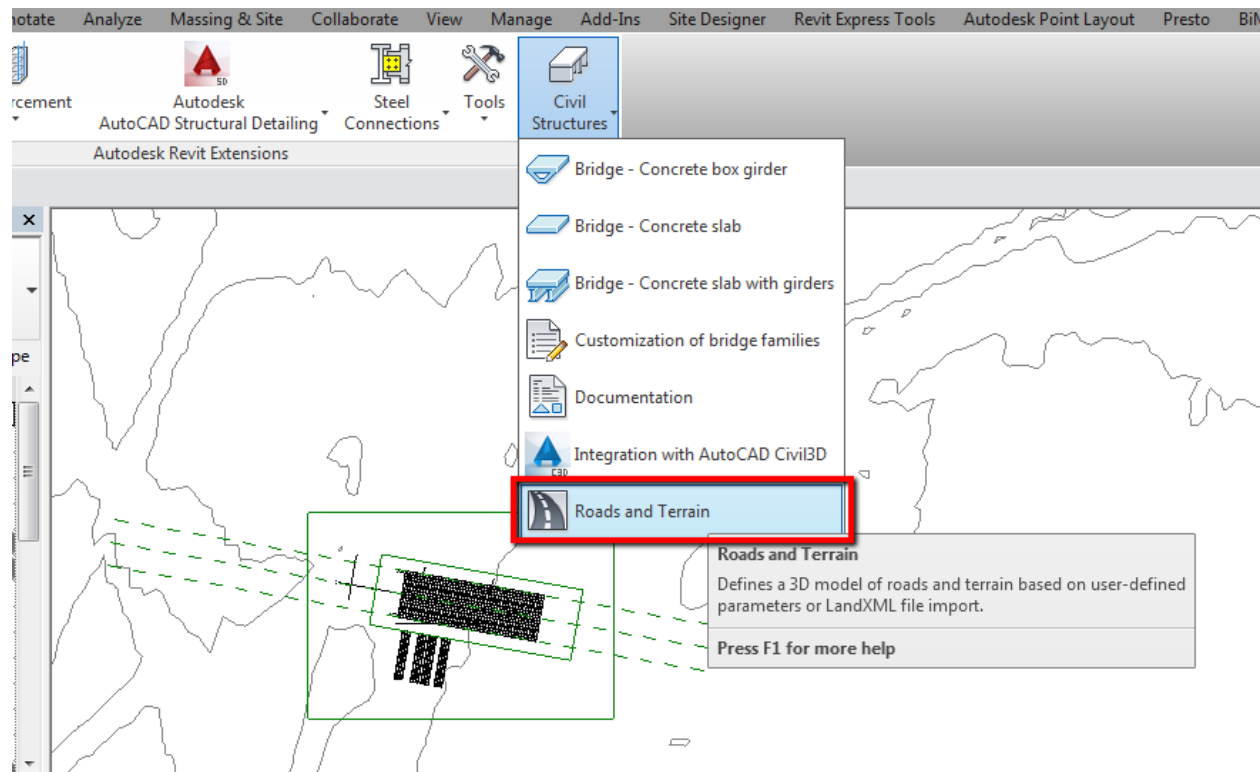 notate Analyze Massing & Site Collaborate View Manage Add-Ins Site Designer Revit Express Tools Autodesk Point Layout Presto BiM
5D
rcement
Autodesk
AutoCAD Structural Detailing
Steel
Connections
Tools
Civil
Structures
Autodesk Revit Extensions
Bridge - Concrete box girder
Bridge - Concrete slab
Bridge - Concrete slab with girders
Customization of bridge families
pe
Documentation
Integration with AutoCAD Civil3D
C3D
Roads and Terrain
Roads and Terrain
Defines a 3D model of roads and terrain based on user-defined
parameters or LandXML file import.
Press F1 for more help